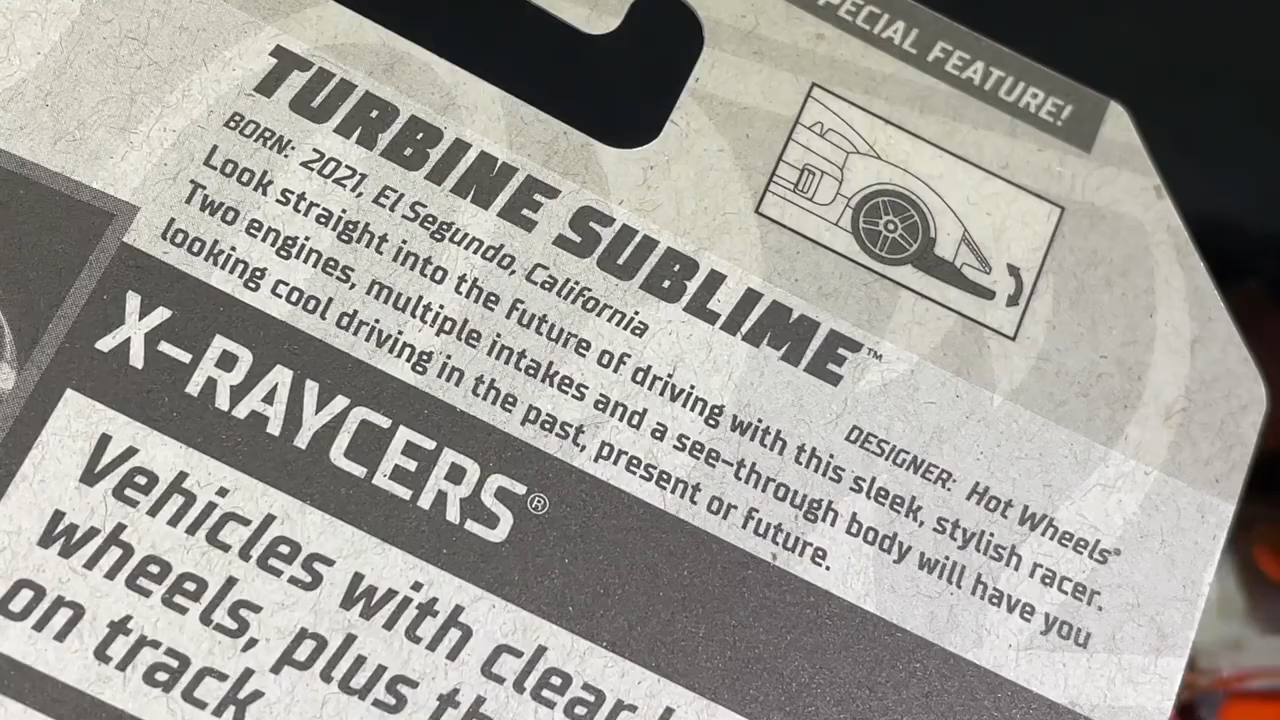 SPECIAL FEATURE!
TURBINE SUBLIME™
BORN: 2021, El Segundo, California
DESIGNER: Hot Wheels®
Look straight into the future of driving with this sleek, stylish racer.
Two engines, multiple intakes and a see-through body will have you
looking cool driving in the past, present or future.
X-RAYCERS®
Vehicles with clear
wheels, plus
on track